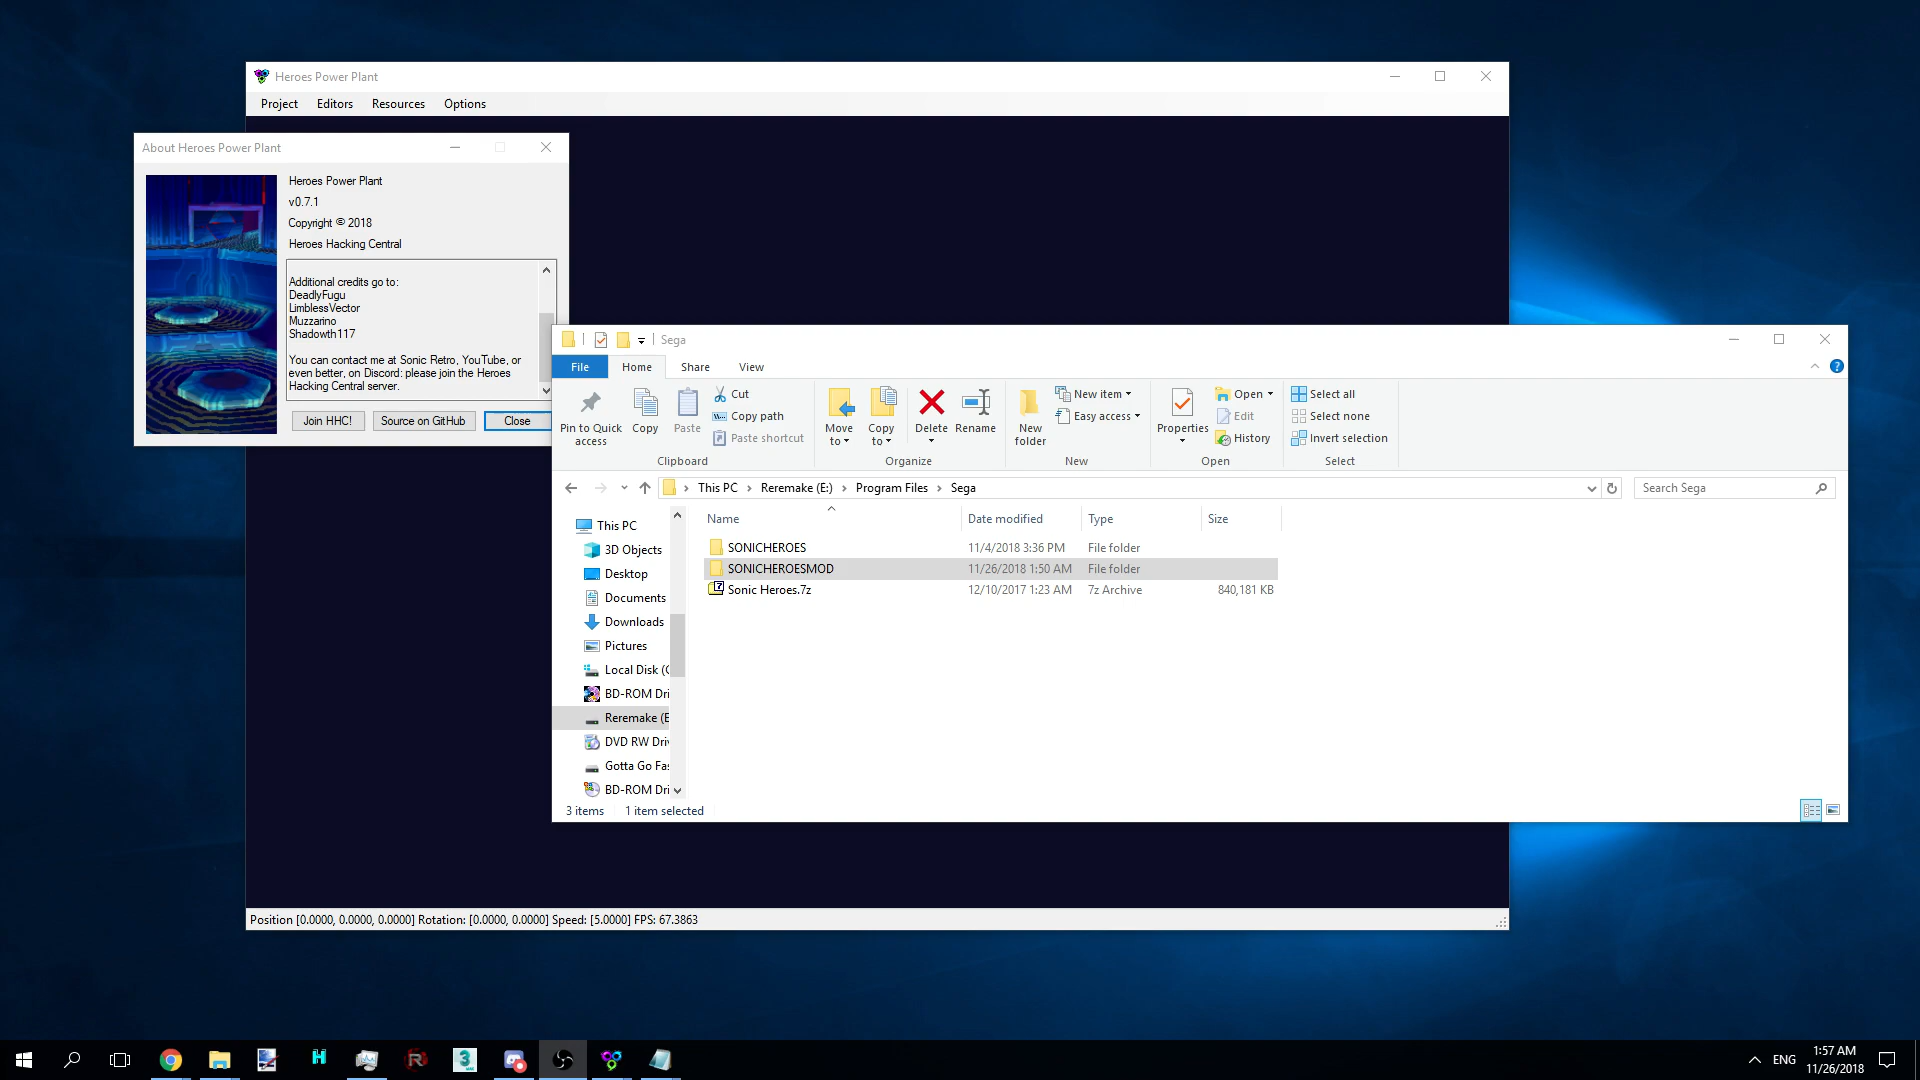 Heroes Power Plant
Project Editors Resources Options
About Heroes Power Plant
Heroes Power Plant
v0.7.1
Copyright © 2018
Heroes Hacking Central
Additional credits go to:
DeadlyFugu
LimblessVector
Muzzarino
Shadowth117
You can contact me at Sonic Retro, YouTube, or
even better, on Discord: please join the Heroes
Hacking Central server.
Join HHC! Source on GitHub Close
Sega
File Home Share View
Pin to Quick
access
Copy
Paste
Cut
Copy path
Paste shortcut
Clipboard
Move
to
Copy
to
Delete
Rename
Organize
New
folder
New item
Easy access
New
Properties
Open
Edit
History
Open
Select all
Select none
Invert selection
Select
This PC > Reremake (E:) > Program Files > Sega
Search Sega
This PC
3D Objects
Desktop
Documents
Downloads
Pictures
Local Disk (C
BD-ROM Dri
Reremake (E
DVD RW Driv
Gotta Go Fas
BD-ROM Dri
Name Date modified Type Size
SONICHEROES 11/4/2018 3:36 PM File folder
SONICHEROESMOD 11/26/2018 1:50 AM File folder
Sonic Heroes.7z 12/10/2017 1:23 AM 7z Archive 840,181 KB
3 items 1 item selected
Position [0.0000, 0.0000, 0.0000] Rotation: [0.0000, 0.0000] Speed: [5.0000] FPS: 67.3863
ENG
1:57 AM
11/26/2018